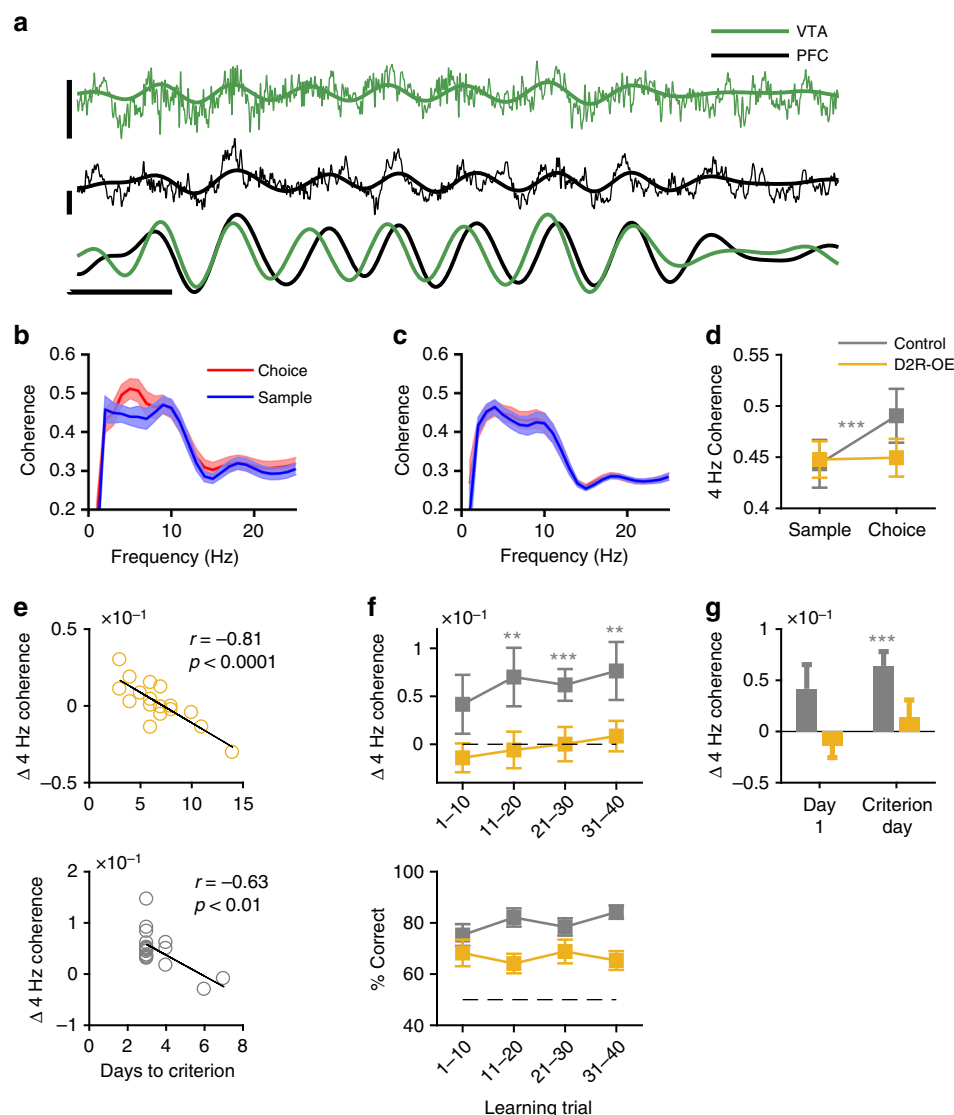 a
VTA
PFC
b
0.6
0.5
0.4
0.3
0.2
Coherence
Choice
Sample
0
10
20
Frequency (Hz)
c
0.6
0.5
0.4
0.3
0.2
Coherence
0
10
20
Frequency (Hz)
d
Control
D2R-OE
0.55
0.5
0.45
0.4
4 Hz Coherence
***
Sample
Choice
e
×10⁻¹
0.5
0
−0.5
Δ 4 Hz coherence
r = −0.81
p < 0.0001
0
5
10
15
×10⁻¹
2
1
0
−1
Δ 4 Hz coherence
r = −0.63
p < 0.01
0
2
4
6
8
Days to criterion
f
×10⁻¹
1
0.5
0
Δ 4 Hz coherence
**
***
**
1–10
11–20
21–30
31–40
100
80
60
40
% Correct
1–10
11–20
21–30
31–40
Learning trial
g
×10⁻¹
1
0.5
0
−0.5
Δ 4 Hz coherence
***
Day
1
Criterion
day